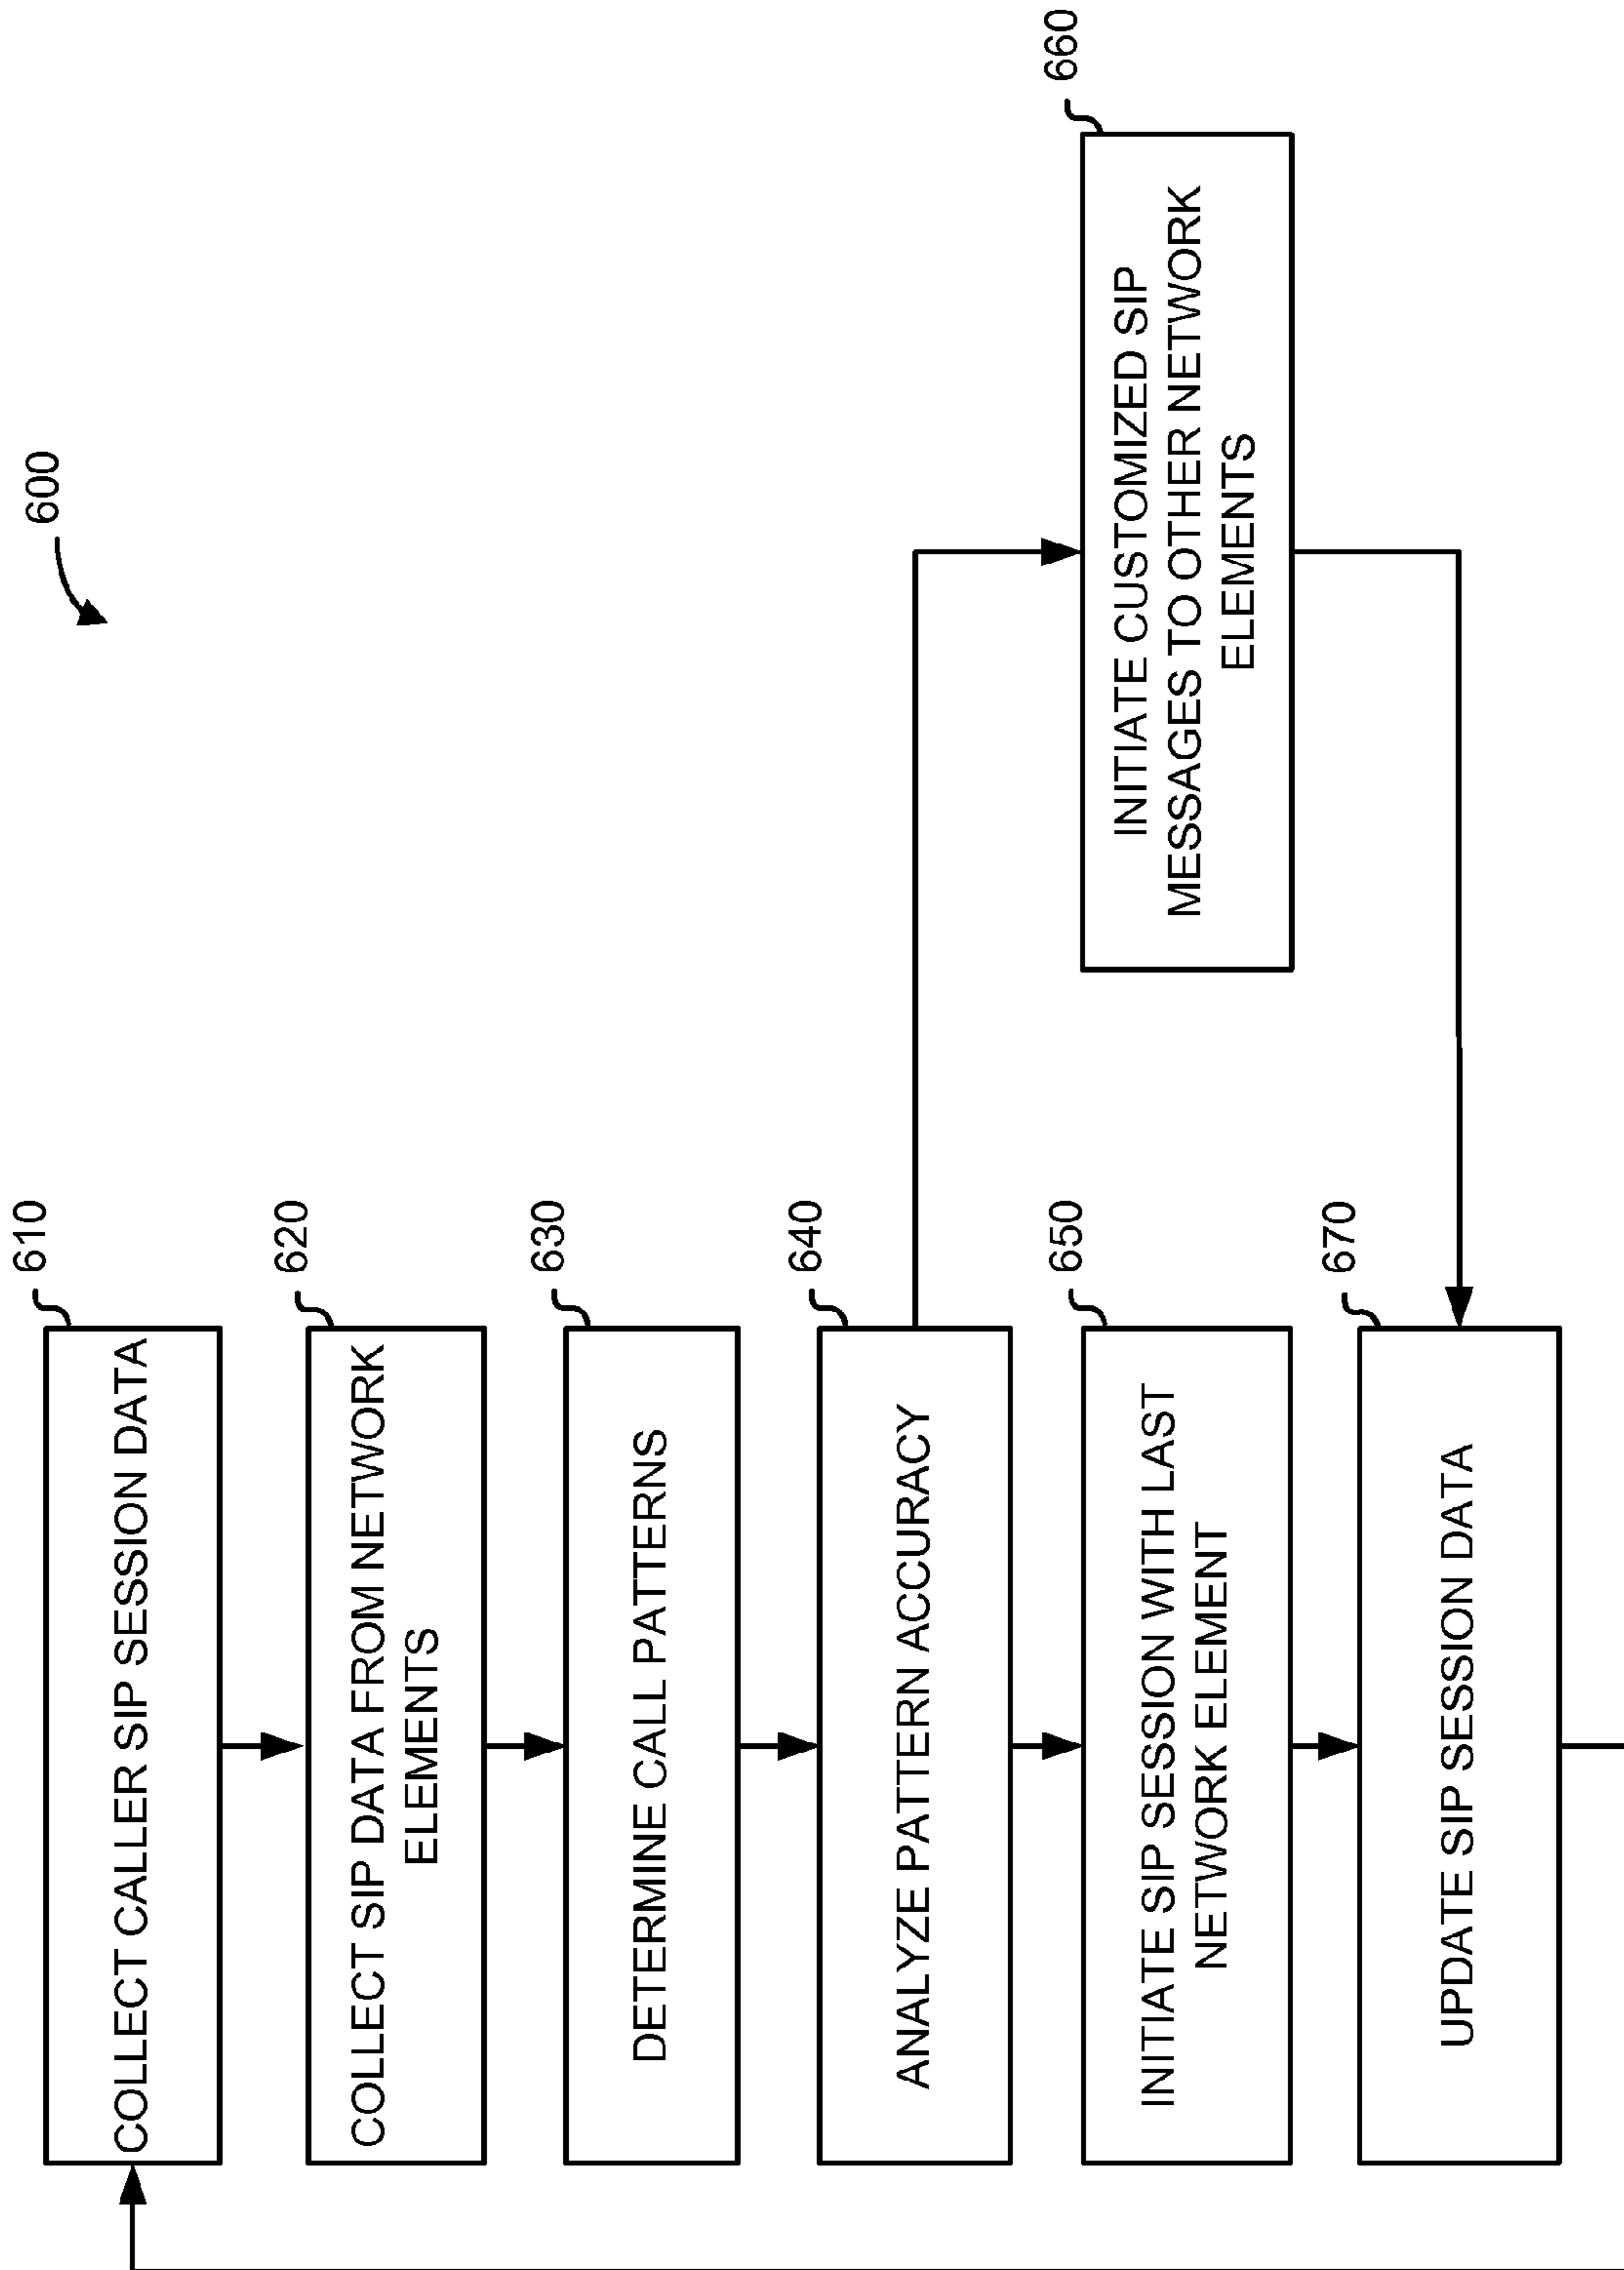 600
610
COLLECT CALLER SIP SESSION DATA
620
COLLECT SIP DATA FROM NETWORK
ELEMENTS
630
DETERMINE CALL PATTERNS
640
ANALYZE PATTERN ACCURACY
650
INITIATE SIP SESSION WITH LAST
NETWORK ELEMENT
660
INITIATE CUSTOMIZED SIP
MESSAGES TO OTHER NETWORK
ELEMENTS
670
UPDATE SIP SESSION DATA